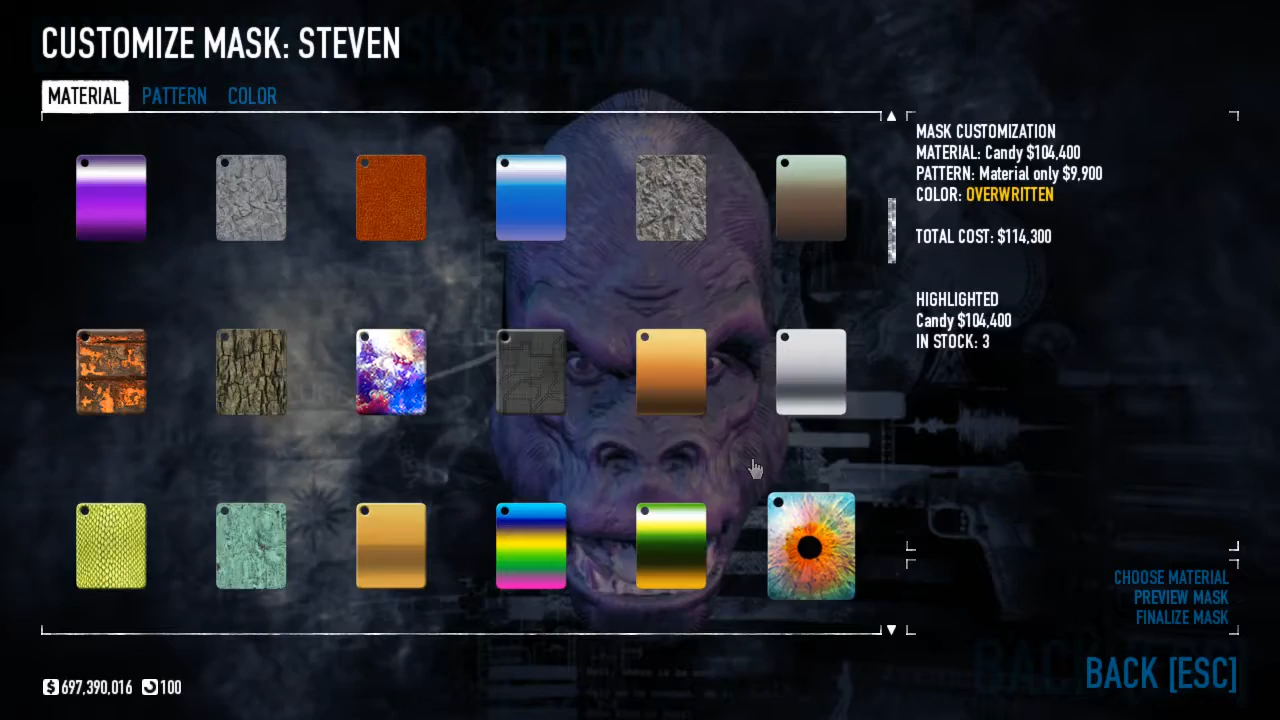 CUSTOMIZE MASK: STEVEN
MATERIAL PATTERN COLOR
MASK CUSTOMIZATION
MATERIAL: Candy $104,400
PATTERN: Material only $9,900
COLOR: OVERWRITTEN
TOTAL COST: $114,300
HIGHLIGHTED
Candy $104,400
IN STOCK: 3
CHOOSE MATERIAL
PREVIEW MASK
FINALIZE MASK
BACK [ESC]
697,390,016 100